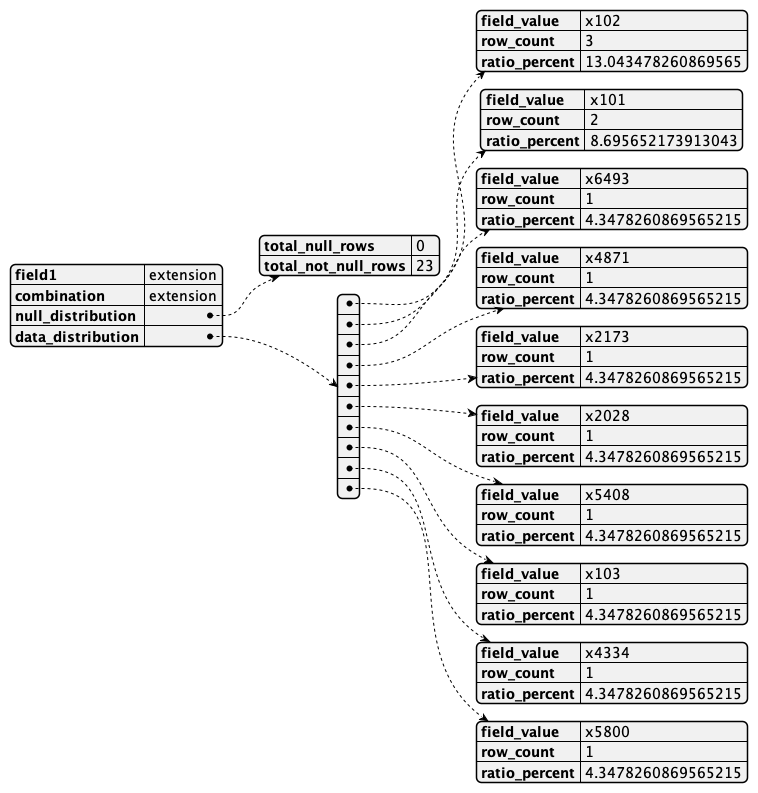 field1 extension
combination extension
null_distribution
data_distribution
total_null_rows 0
total_not_null_rows 23
field_value x102
row_count 3
ratio_percent 13.043478260869565
field_value x101
row_count 2
ratio_percent 8.695652173913043
field_value x6493
row_count 1
ratio_percent 4.3478260869565215
field_value x4871
row_count 1
ratio_percent 4.3478260869565215
field_value x2173
row_count 1
ratio_percent 4.3478260869565215
field_value x2028
row_count 1
ratio_percent 4.3478260869565215
field_value x5408
row_count 1
ratio_percent 4.3478260869565215
field_value x103
row_count 1
ratio_percent 4.3478260869565215
field_value x4334
row_count 1
ratio_percent 4.3478260869565215
field_value x5800
row_count 1
ratio_percent 4.3478260869565215